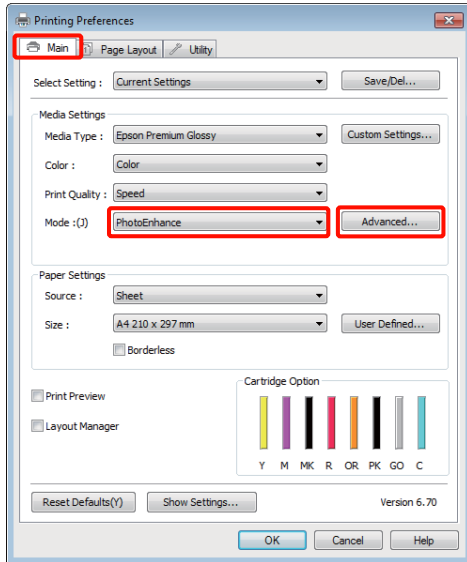 Printing Preferences
Main Page Layout Utility
Select Setting : Current Settings Save/Del...
Media Settings
Media Type : Epson Premium Glossy Custom Settings...
Color : Color
Print Quality : Speed
Mode :(J) PhotoEnhance Advanced...
Paper Settings
Source : Sheet
Size : A4 210 x 297 mm User Defined...
Borderless
Print Preview
Layout Manager
Cartridge Option
Y M MK R OR PK GO C
Reset Defaults(Y) Show Settings... Version 6.70
OK Cancel Help